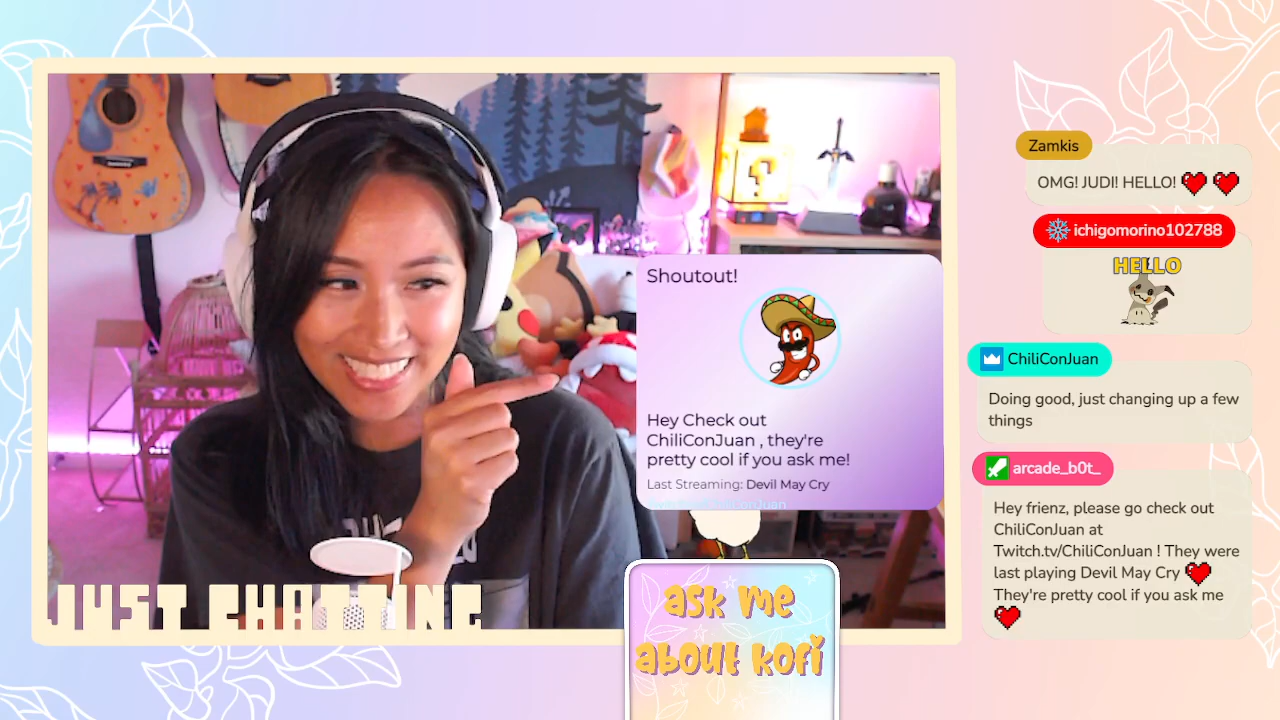 Zamkis
OMG! JUDI! HELLO!
ichigomorino102788
HELLO
ChiliConJuan
Doing good, just changing up a few
things
arcade_b0t_
Hey frienz, please go check out
ChiliConJuan at
Twitch.tv/ChiliConJuan ! They were
last playing Devil May Cry
They're pretty cool if you ask me
Shoutout!
Hey Check out
ChiliConJuan , they're
pretty cool if you ask me!
Last Streaming: Devil May Cry
JUST CHATTING
ask me
about kofi